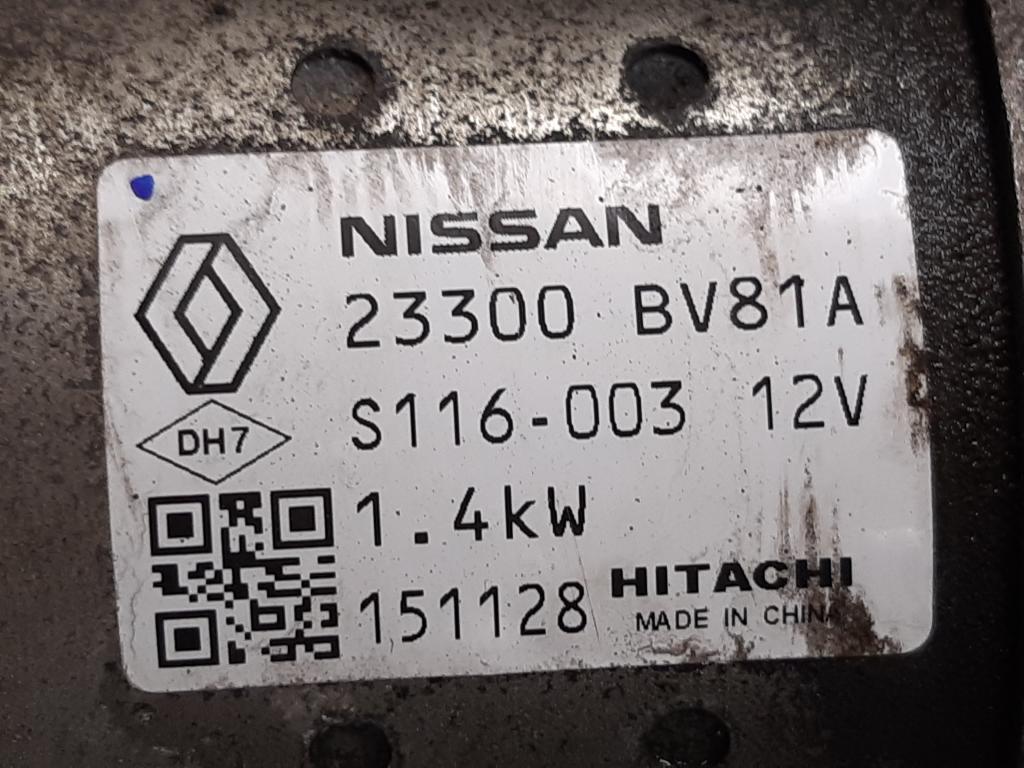 NISSAN
23300 BV81A
S116-003 12V
DH7
1.4kW
151128
HITACHI
MADE IN CHINA